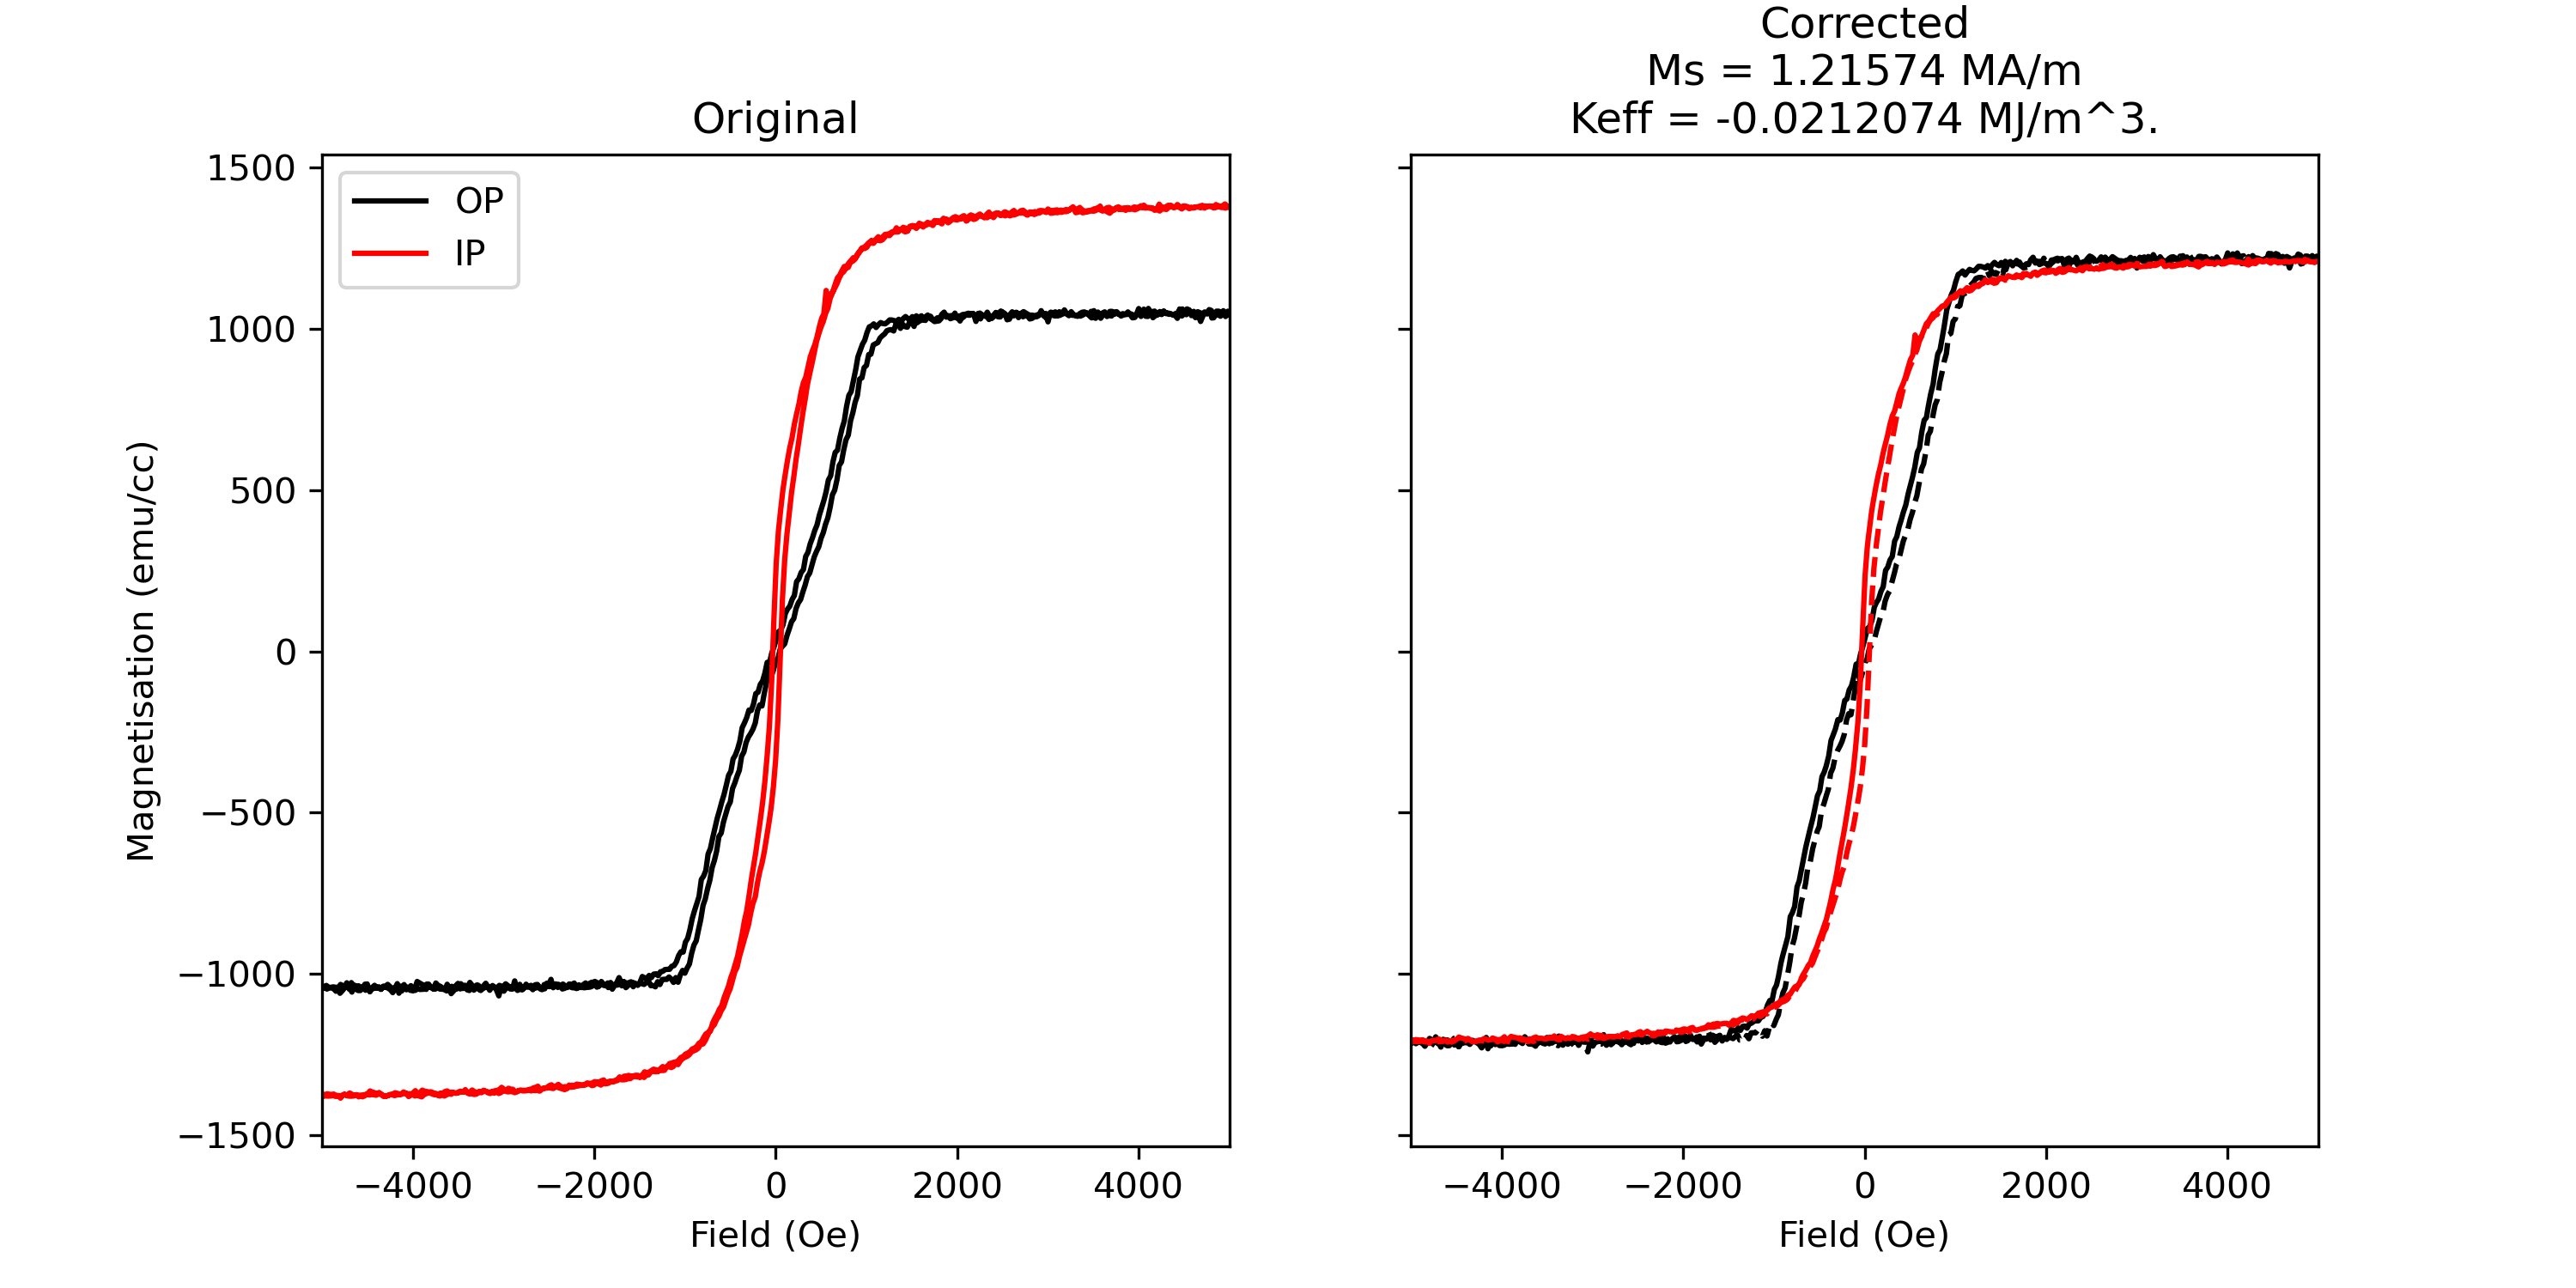 Original
OP
IP
1500
1000
500
0
−500
−1000
−1500
Magnetisation (emu/cc)
−4000 −2000 0 2000 4000
Field (Oe)
Corrected
Ms = 1.21574 MA/m
Keff = -0.0212074 MJ/m^3.
−4000 −2000 0 2000 4000
Field (Oe)